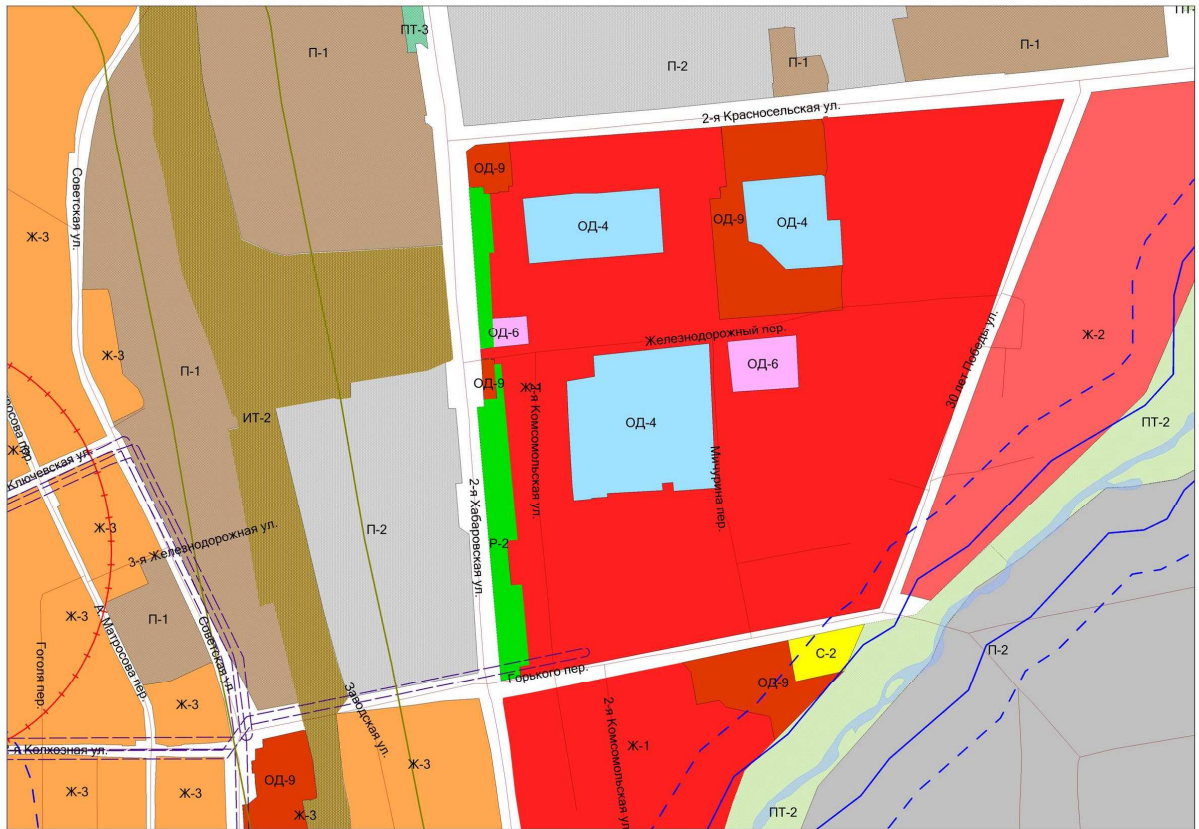 ПТ-3
П-1
П-1
П-2
П-1
2-я Красносельская ул.
ОД-9
Советская ул.
ОД-4
ОД-9
ОД-4
Ж-3
ОД-6
Железнодорожный пер.
Ж-2
Ж-3
ОД-6
30 лет Победы ул.
П-1
ОД-9
Ж-1
2-я Комсомольская ул.
ИТ-2
ОД-4
ПТ-2
Ж-3
Ключевская ул.
Мичурина пер.
2-я Хабаровская ул.
Ж-3
3-я Железнодорожная ул.
П-2
Р-2
Ж-3
П-1
А. Матросова пер.
Советская ул.
Гоголя пер.
С-2
П-2
Горького пер.
ОД-9
Ж-3
Заводская ул.
2-я Комсомольская ул.
Ж-1
Колхозная ул.
Ж-3
ОД-9
Ж-3
Ж-3
Ж-3
ПТ-2